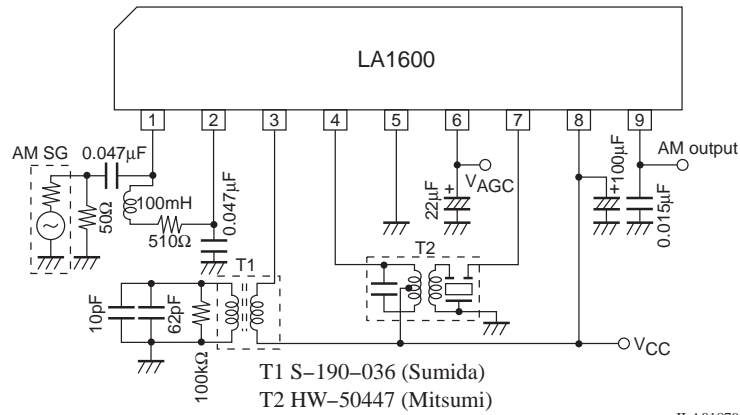 LA1600
1 2 3 4 5 6 7 8 9
AM SG 0.047µF
AM output
100mH
50Ω
510Ω
0.047µF
22µF
+
VAGC
+
100µF
0.015µF
T1
T2
10pF
62pF
100kΩ
VCC
T1 S–190–036 (Sumida)
T2 HW–50447 (Mitsumi)